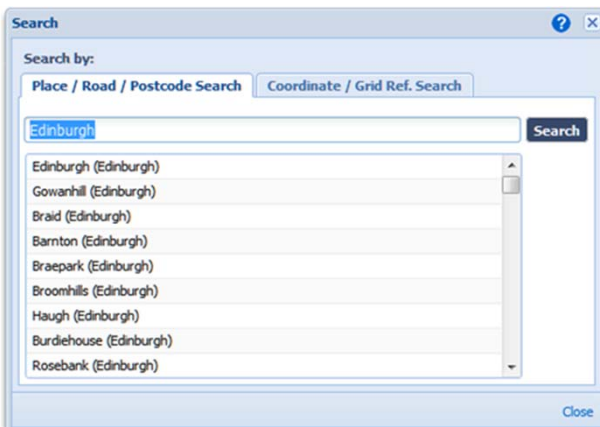 Search
Search by:
Place / Road / Postcode Search Coordinate / Grid Ref. Search
Edinburgh Search
Edinburgh (Edinburgh)
Gowanhill (Edinburgh)
Braid (Edinburgh)
Barnton (Edinburgh)
Braepark (Edinburgh)
Broomhills (Edinburgh)
Haugh (Edinburgh)
Burdiehouse (Edinburgh)
Rosebank (Edinburgh)
Close